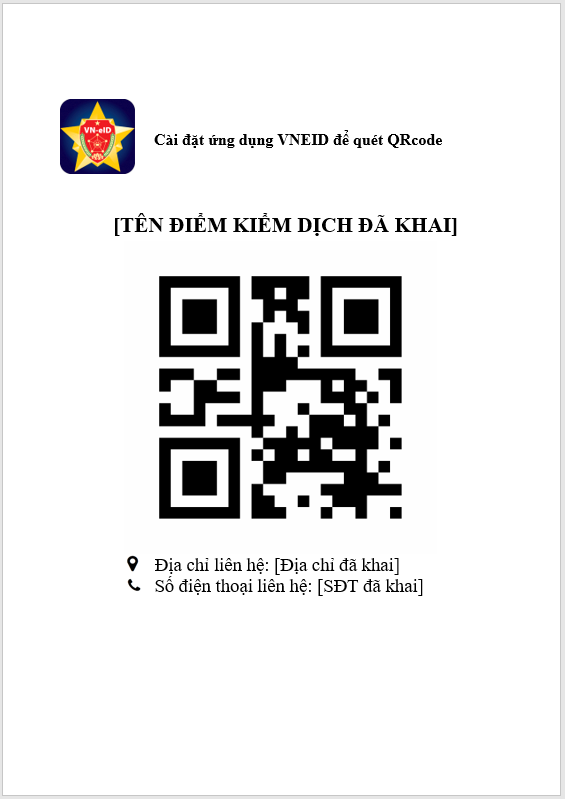 VN-eID
Cài đặt ứng dụng VNEID để quét QRcode
[TÊN ĐIỂM KIỂM DỊCH ĐÃ KHAI]
Địa chỉ liên hệ: [Địa chỉ đã khai]
Số điện thoại liên hệ: [SĐT đã khai]